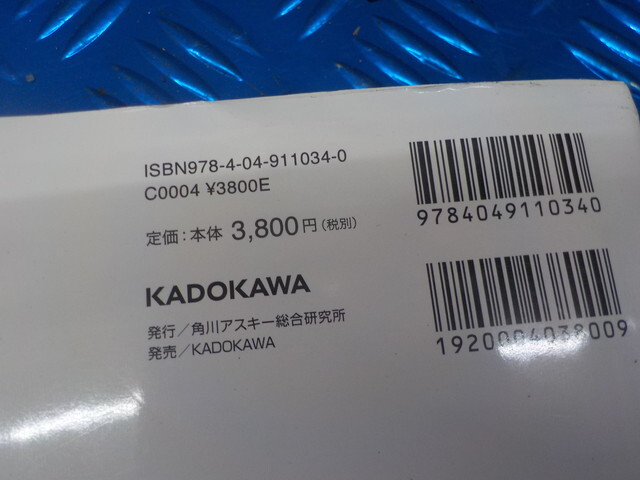 ISBN978-4-04-911034-0
C0004 ¥3800E
定価:本体 3,800円(税別)
KADOKAWA
発行/角川アスキー総合研究所
発売/KADOKAWA
9784049110340
1920004038009